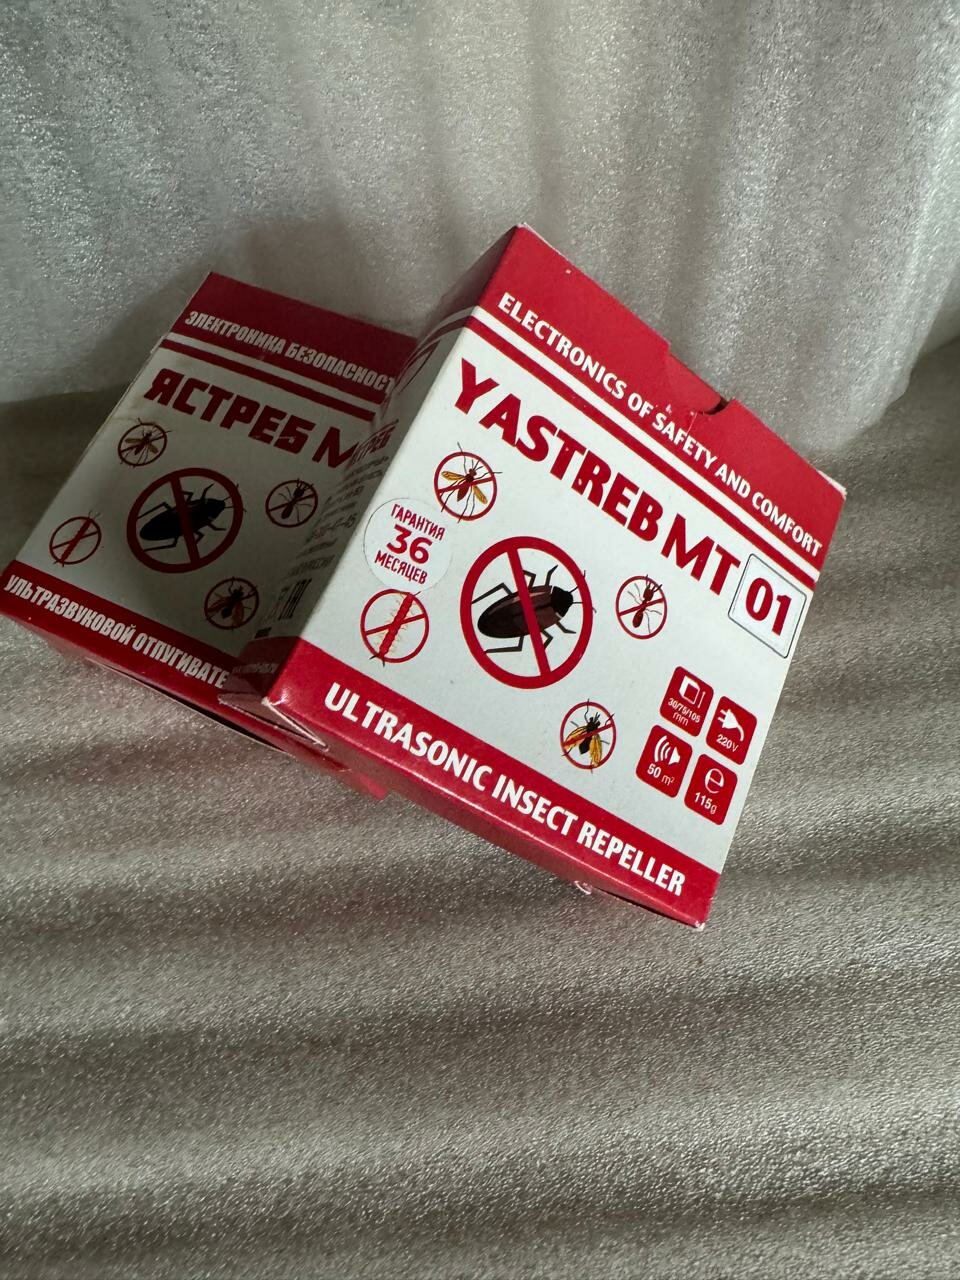 ЭЛЕКТРОНИКА БЕЗОПАСНОСТ
ЯСТРЕБ М
УЛЬТРАЗВУКОВОЙ ОТПУГИВАТЕ
ELECTRONICS OF SAFETY AND COMFORT
YASTREB MT 01
ГАРАНТИЯ
36
МЕСЯЦЕВ
30/75/105
mm
220V
50 m²
115g
ULTRASONIC INSECT REPELLER